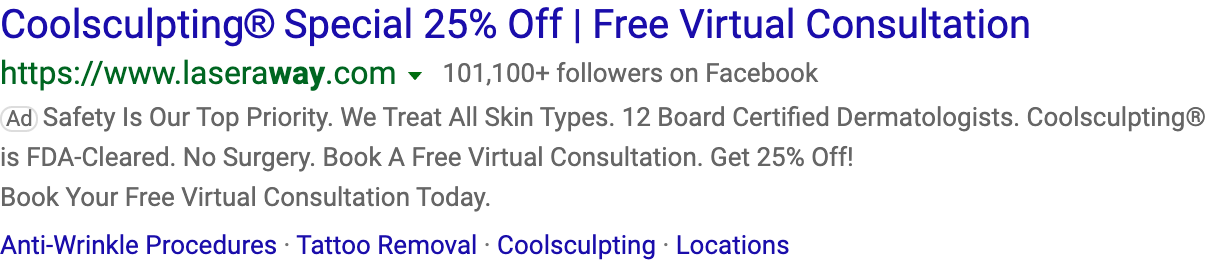 Coolsculpting® Special 25% Off | Free Virtual Consultation
https://www.laseraway.com ▼ 101,100+ followers on Facebook
Ad Safety Is Our Top Priority. We Treat All Skin Types. 12 Board Certified Dermatologists. Coolsculpting®
is FDA-Cleared. No Surgery. Book A Free Virtual Consultation. Get 25% Off!
Book Your Free Virtual Consultation Today.
Anti-Wrinkle Procedures · Tattoo Removal · Coolsculpting · Locations